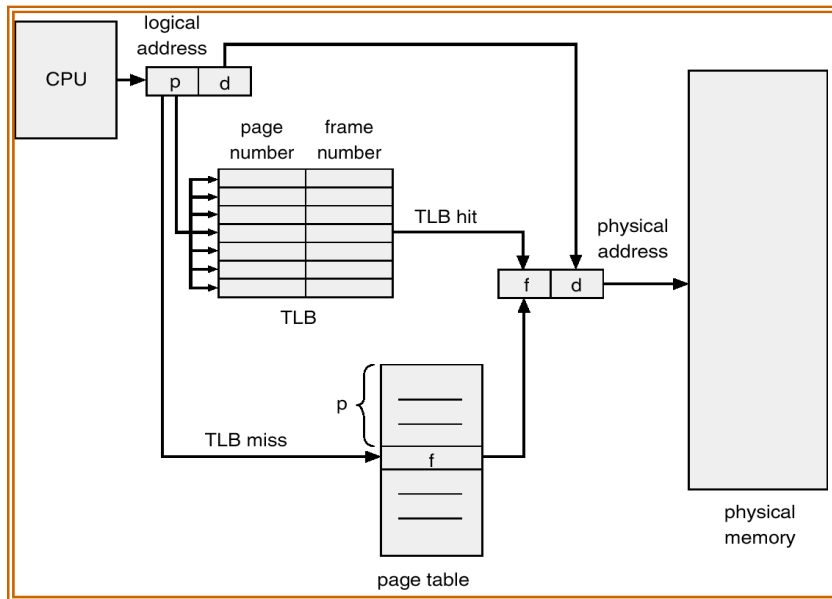 logical
address
CPU
p d
page
number
frame
number
TLB hit
physical
address
f d
TLB
p
TLB miss
f
page table
physical
memory